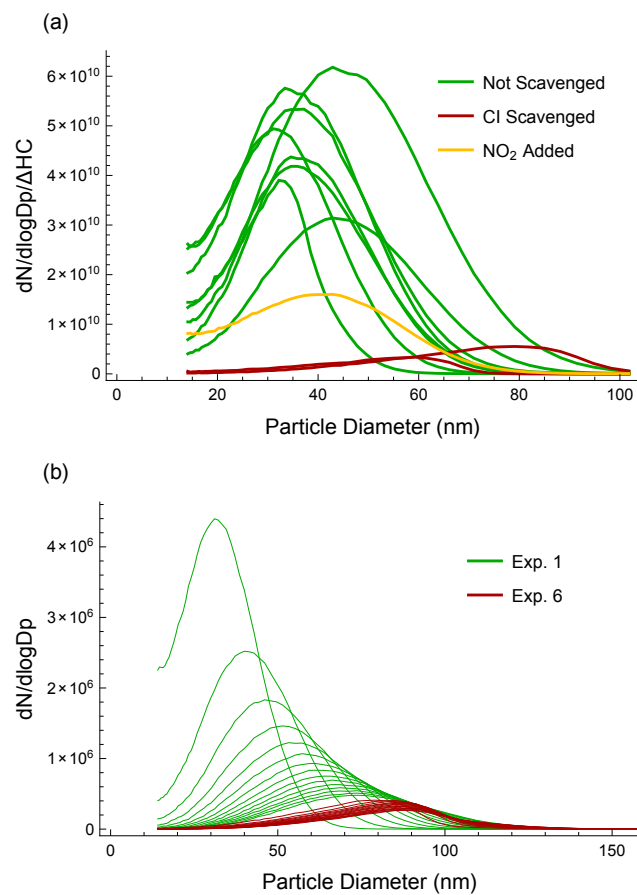 (a)
6×10¹⁰
5×10¹⁰
4×10¹⁰
3×10¹⁰
2×10¹⁰
1×10¹⁰
0
dN/dlogDp/ΔHC
Not Scavenged
CI Scavenged
NO₂ Added
0 20 40 60 80 100
Particle Diameter (nm)
(b)
4×10⁶
3×10⁶
2×10⁶
1×10⁶
0
dN/dlogDp
Exp. 1
Exp. 6
0 50 100 150
Particle Diameter (nm)